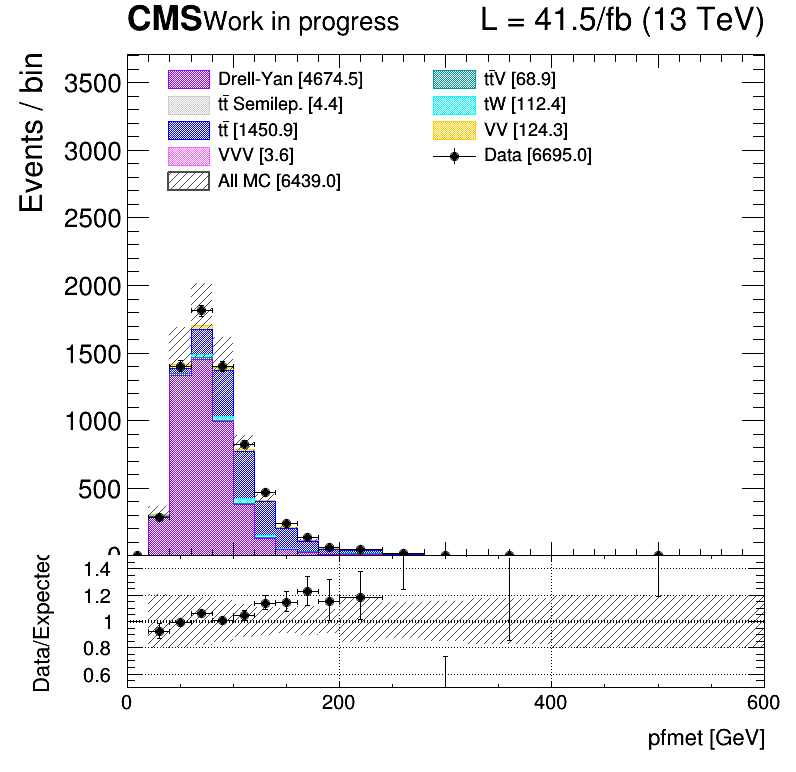 CMS Work in progress L = 41.5/fb (13 TeV)
Events / bin
3500
3000
2500
2000
1500
1000
500
0
Drell-Yan [4674.5]
tt̄ Semilep. [4.4]
tt̄ [1450.9]
VVV [3.6]
All MC [6439.0]
tt̄V [68.9]
tW [112.4]
VV [124.3]
Data [6695.0]
Data/Expected
1.4
1.2
1
0.8
0.6
0 200 400 600
pfmet [GeV]